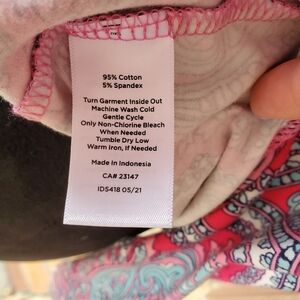 95% Cotton
5% Spandex
Turn Garment Inside Out
Machine Wash Cold
Gentle Cycle
Only Non-Chlorine Bleach
When Needed
Tumble Dry Low
Warm Iron, If Needed
Made in Indonesia
CA# 23147
IDS418 05/21